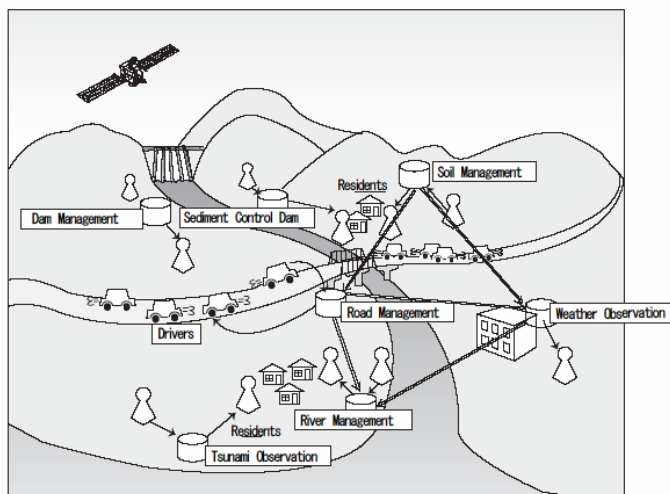 Soil Management
Residents
Sediment Control Dam
Dam Management
Road Management
Weather Observation
Drivers
River Management
Residents
Tsunami Observation